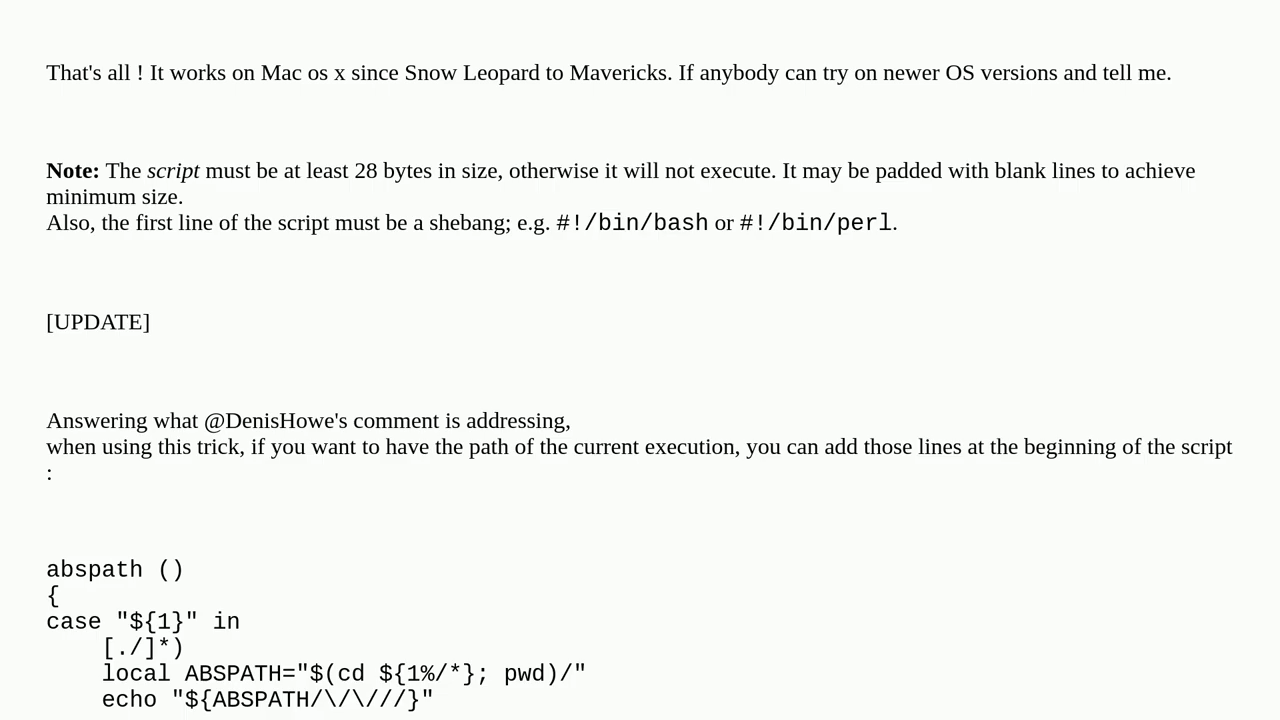 That's all ! It works on Mac os x since Snow Leopard to Mavericks. If anybody can try on newer OS versions and tell me.
Note: The script must be at least 28 bytes in size, otherwise it will not execute. It may be padded with blank lines to achieve
minimum size.
Also, the first line of the script must be a shebang; e.g. #!/bin/bash or #!/bin/perl.
[UPDATE]
Answering what @DenisHowe's comment is addressing,
when using this trick, if you want to have the path of the current execution, you can add those lines at the beginning of the script
:
abspath ()
{
case "${1}" in
    [./]*)
    local ABSPATH="$(cd ${1%/*}; pwd)/"
    echo "${ABSPATH/\/\///}"